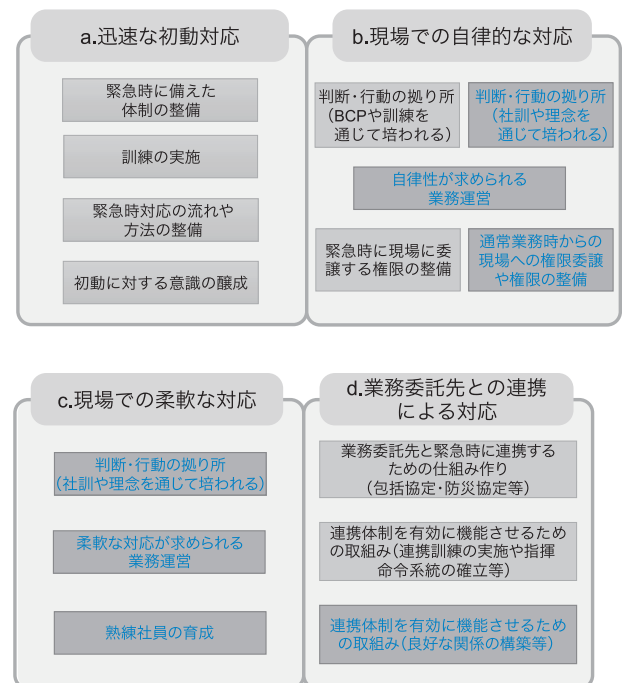 a.迅速な初動対応
緊急時に備えた
体制の整備
訓練の実施
緊急時対応の流れや
方法の整備
初動に対する意識の醸成
b.現場での自律的な対応
判断・行動の拠り所
(BCPや訓練を
通じて培われる)
判断・行動の拠り所
(社訓や理念を
通じて培われる)
自律性が求められる
業務運営
緊急時に現場に委
譲する権限の整備
通常業務時からの
現場への権限委譲
や権限の整備
c.現場での柔軟な対応
判断・行動の拠り所
(社訓や理念を通じて培われる)
柔軟な対応が求められる
業務運営
熟練社員の育成
d.業務委託先との連携
による対応
業務委託先と緊急時に連携する
ための仕組み作り
(包括協定・防災協定等)
連携体制を有効に機能させるため
の取組み(連携訓練の実施や指揮
命令系統の確立等)
連携体制を有効に機能させるため
の取組み(良好な関係の構築等)